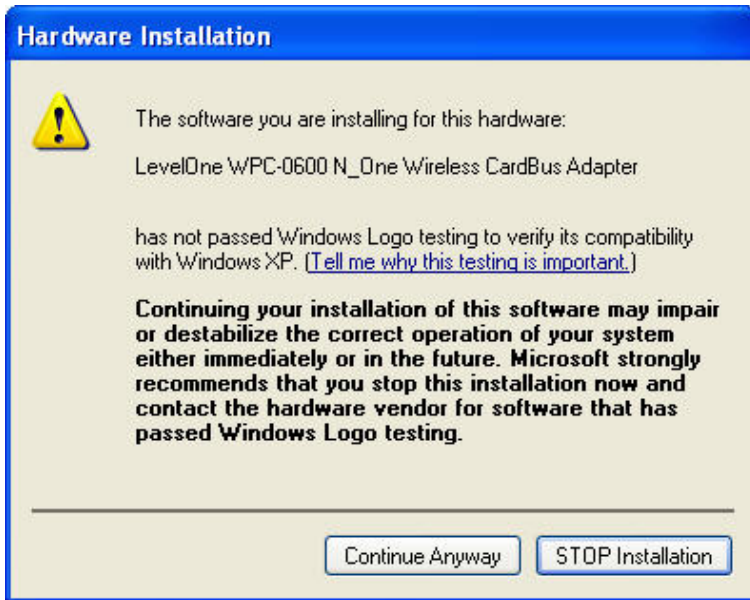 Hardware Installation
The software you are installing for this hardware:
LevelOne WPC-0600 N_One Wireless CardBus Adapter
has not passed Windows Logo testing to verify its compatibility
with Windows XP. (Tell me why this testing is important.)
Continuing your installation of this software may impair
or destabilize the correct operation of your system
either immediately or in the future. Microsoft strongly
recommends that you stop this installation now and
contact the hardware vendor for software that has
passed Windows Logo testing.
Continue Anyway
STOP Installation